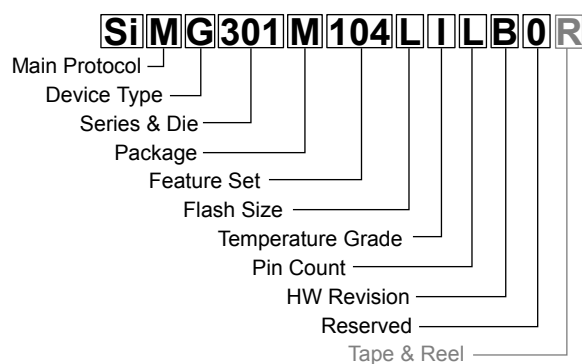 SiMG301M104LILB0R
Main Protocol
Device Type
Series & Die
Package
Feature Set
Flash Size
Temperature Grade
Pin Count
HW Revision
Reserved
Tape & Reel